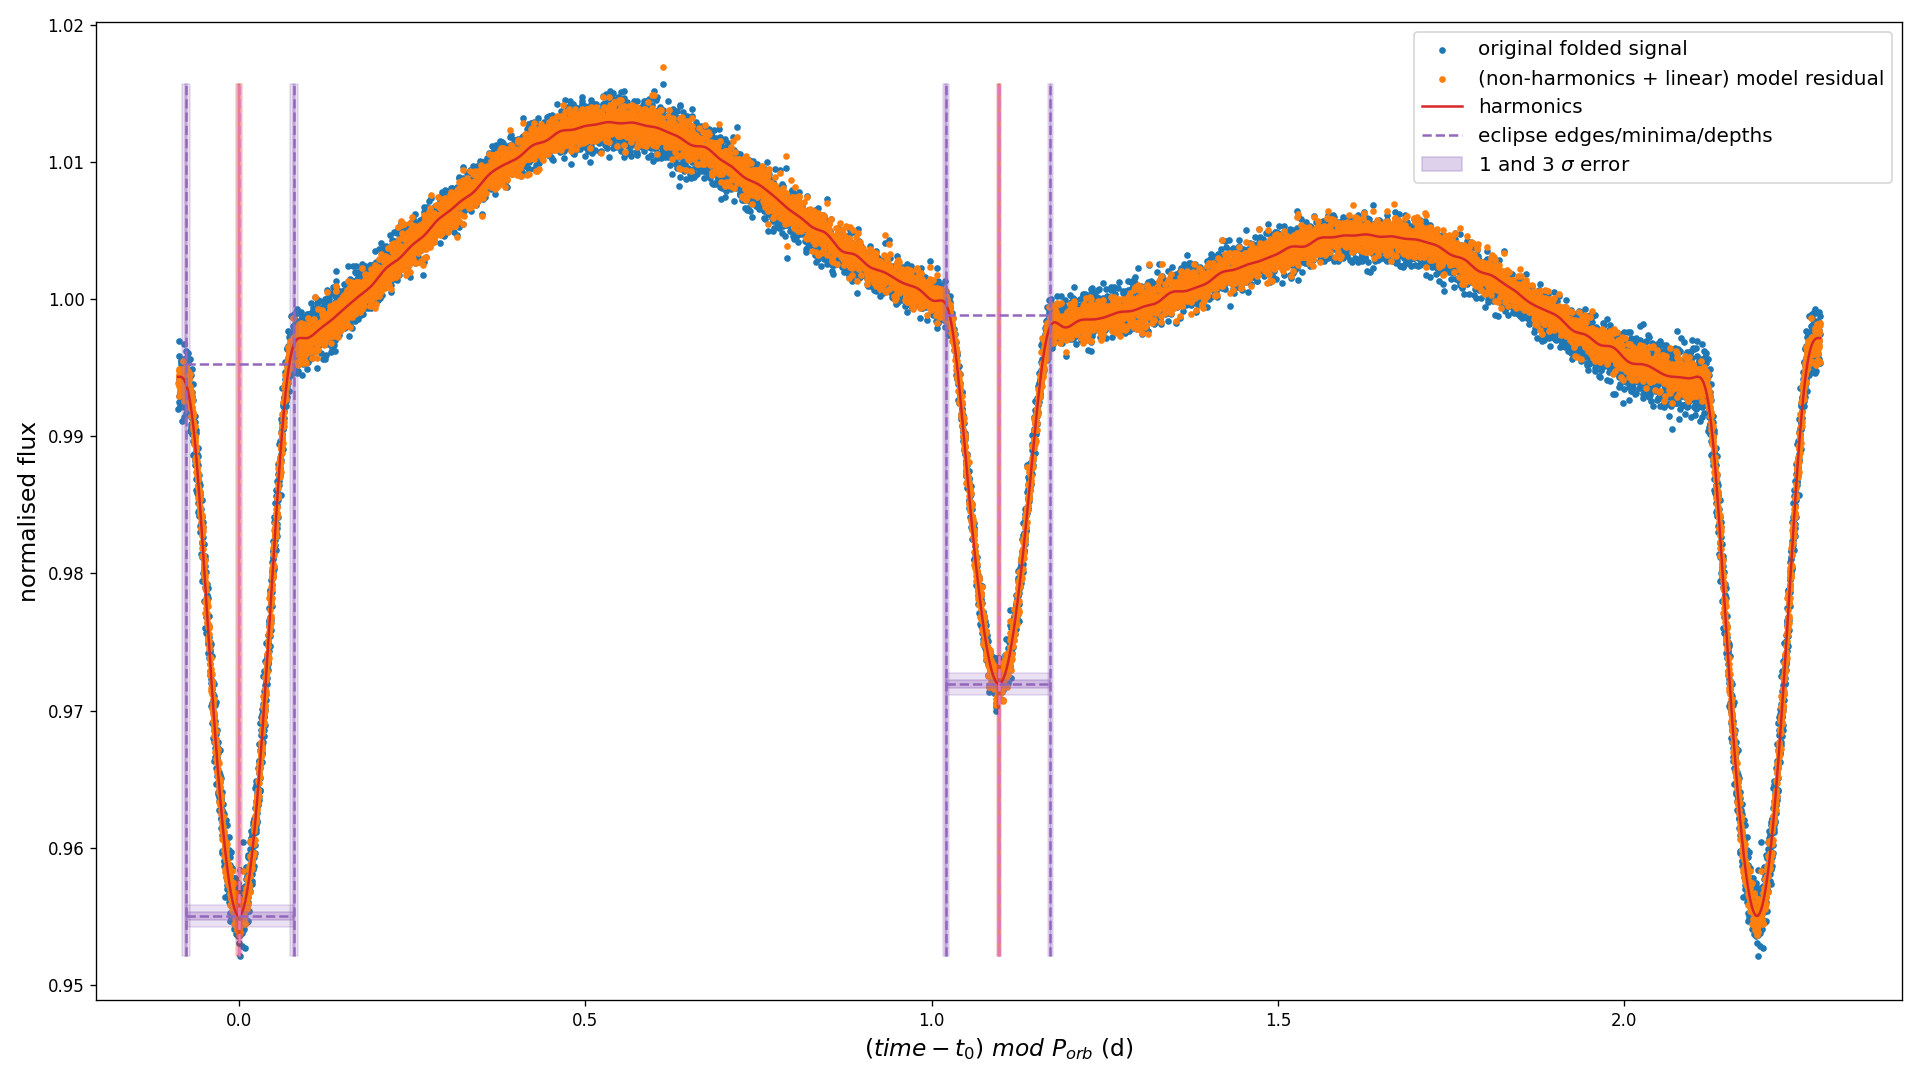 1.02
1.01
1.00
0.99
0.98
0.97
0.96
0.95
normalised flux
original folded signal
(non-harmonics + linear) model residual
harmonics
eclipse edges/minima/depths
1 and 3 σ error
0.0 0.5 1.0 1.5 2.0
(time − t₀) mod Pₒᵣb (d)